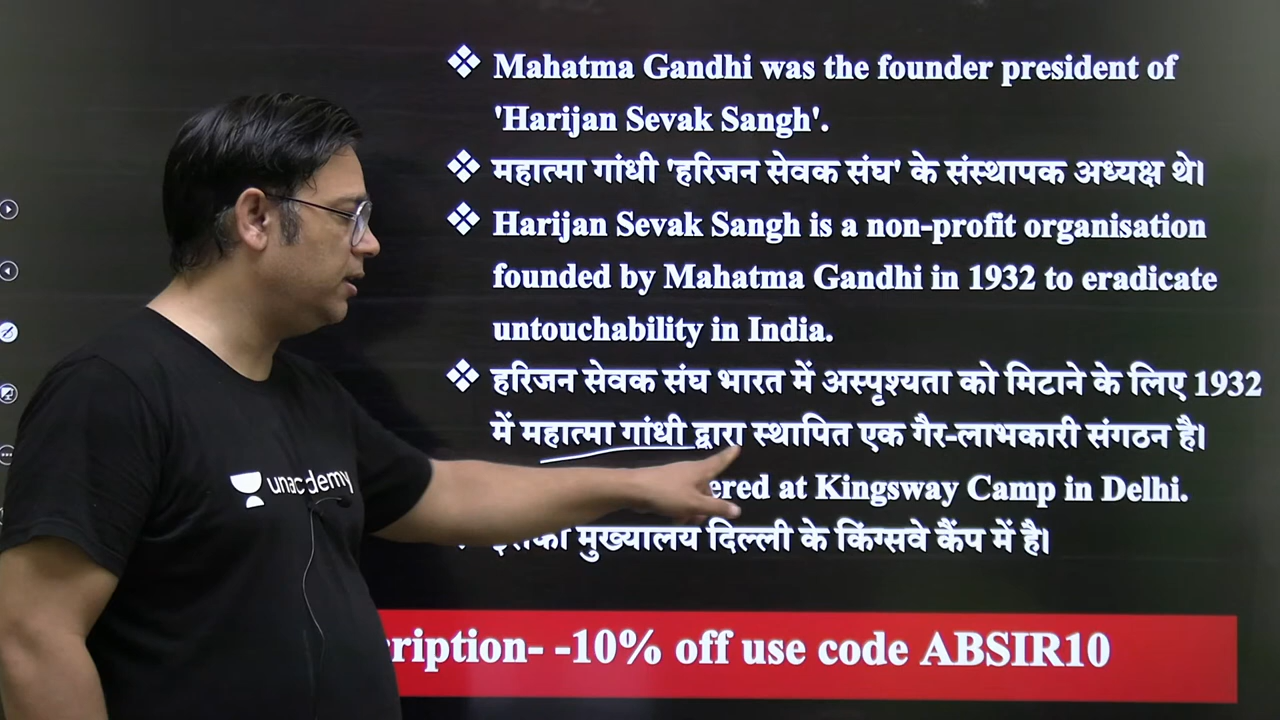 Mahatma Gandhi was the founder president of
'Harijan Sevak Sangh'.
महात्मा गांधी 'हरिजन सेवक संघ' के संस्थापक अध्यक्ष थे।
Harijan Sevak Sangh is a non-profit organisation
founded by Mahatma Gandhi in 1932 to eradicate
untouchability in India.
हरिजन सेवक संघ भारत में अस्पृश्यता को मिटाने के लिए 1932
में महात्मा गांधी द्वारा स्थापित एक गैर-लाभकारी संगठन है।
at Kingsway Camp in Delhi.
मुख्यालय दिल्ली के किंग्सवे कैंप में है।
unacademy
-10% off use code ABSIR10